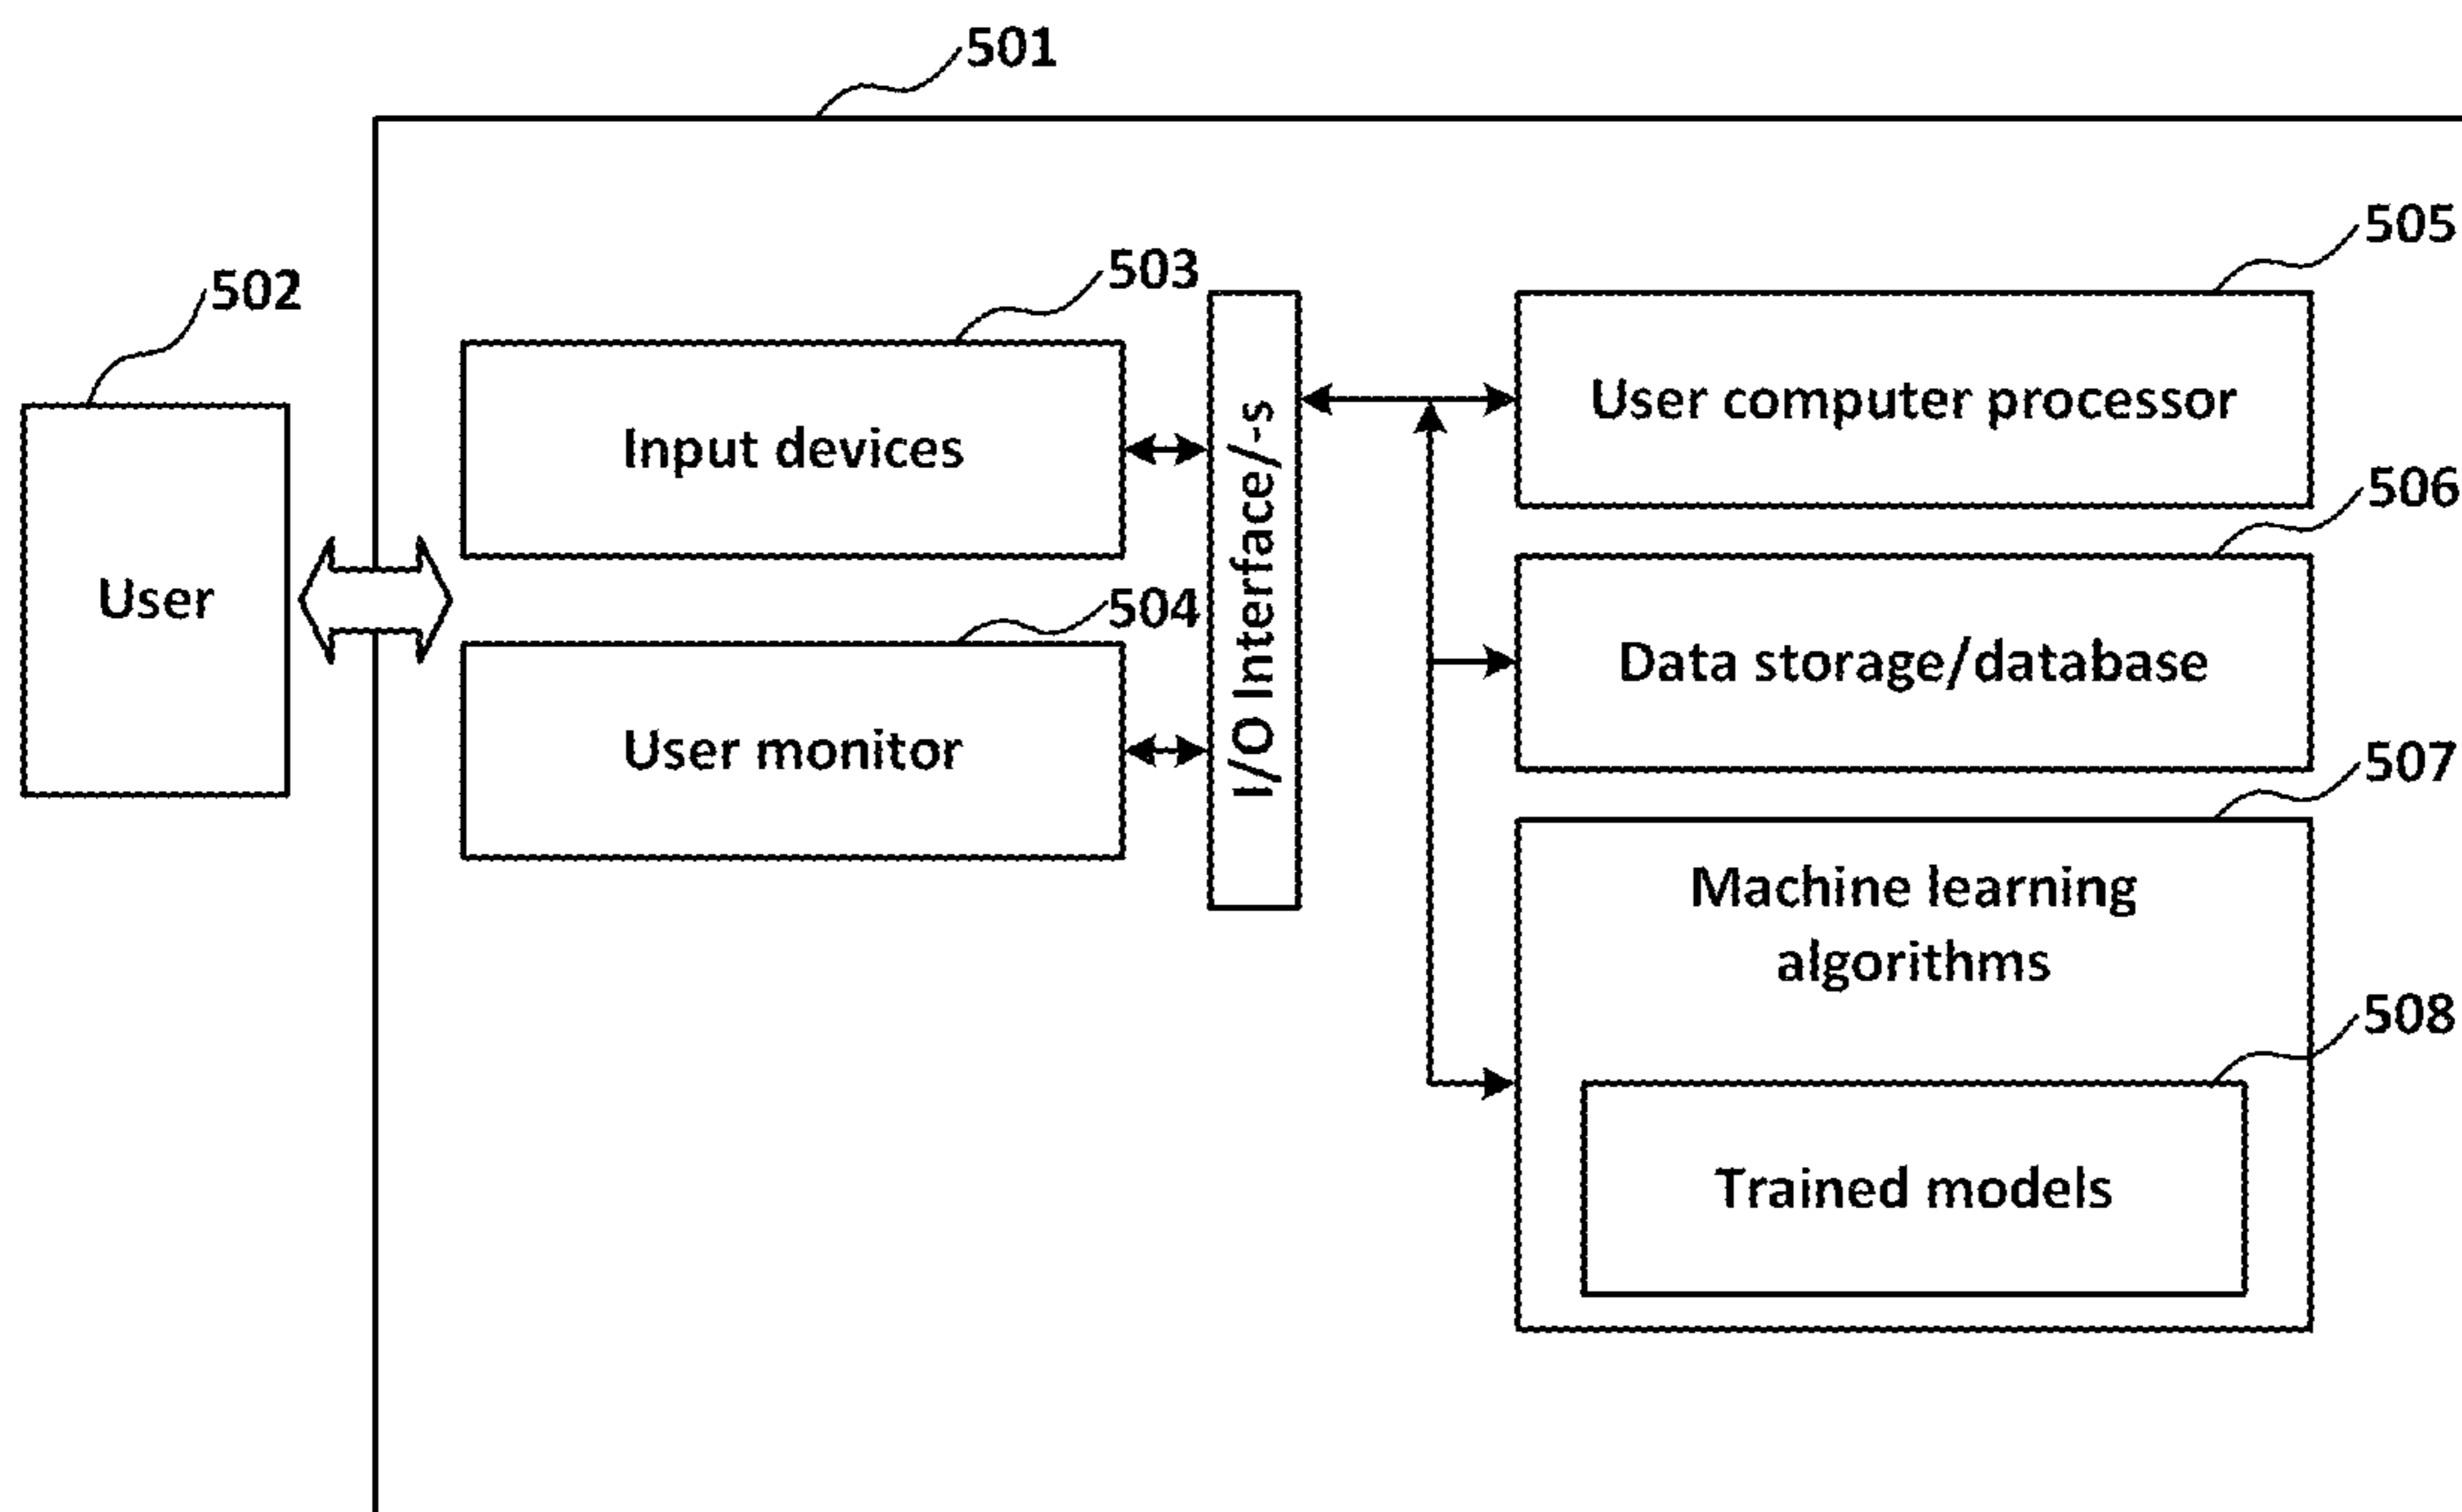 501
502
User
503
Input devices
504
User monitor
I/O Interface/-s
505
User computer processor
506
Data storage/database
507
Machine learning
algorithms
508
Trained models